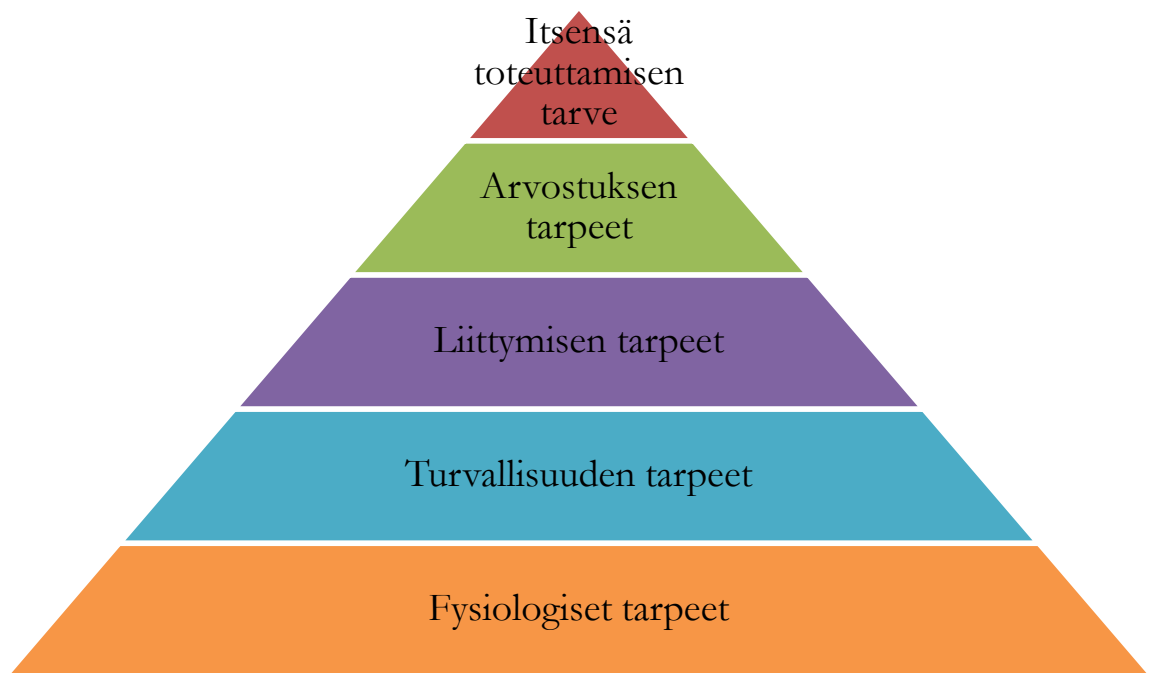 Itsensä
toteuttamisen
tarve
Arvostuksen
tarpeet
Liittymisen tarpeet
Turvallisuuden tarpeet
Fysiologiset tarpeet